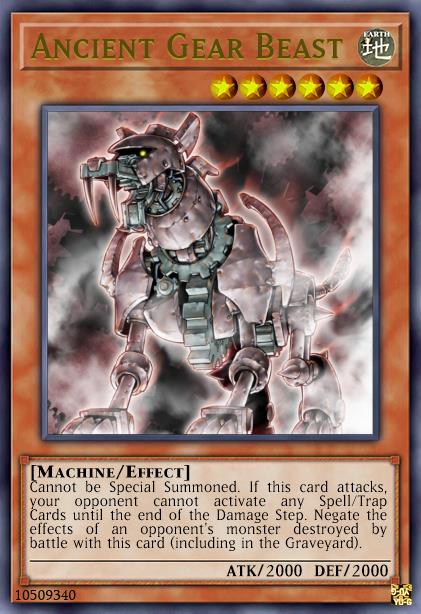 Ancient Gear Beast
EARTH
地
[Machine/Effect]
Cannot be Special Summoned. If this card attacks,
your opponent cannot activate any Spell/Trap
Cards until the end of the Damage Step. Negate the
effects of an opponent's monster destroyed by
battle with this card (including in the Graveyard).
ATK/2000 DEF/2000
10509340